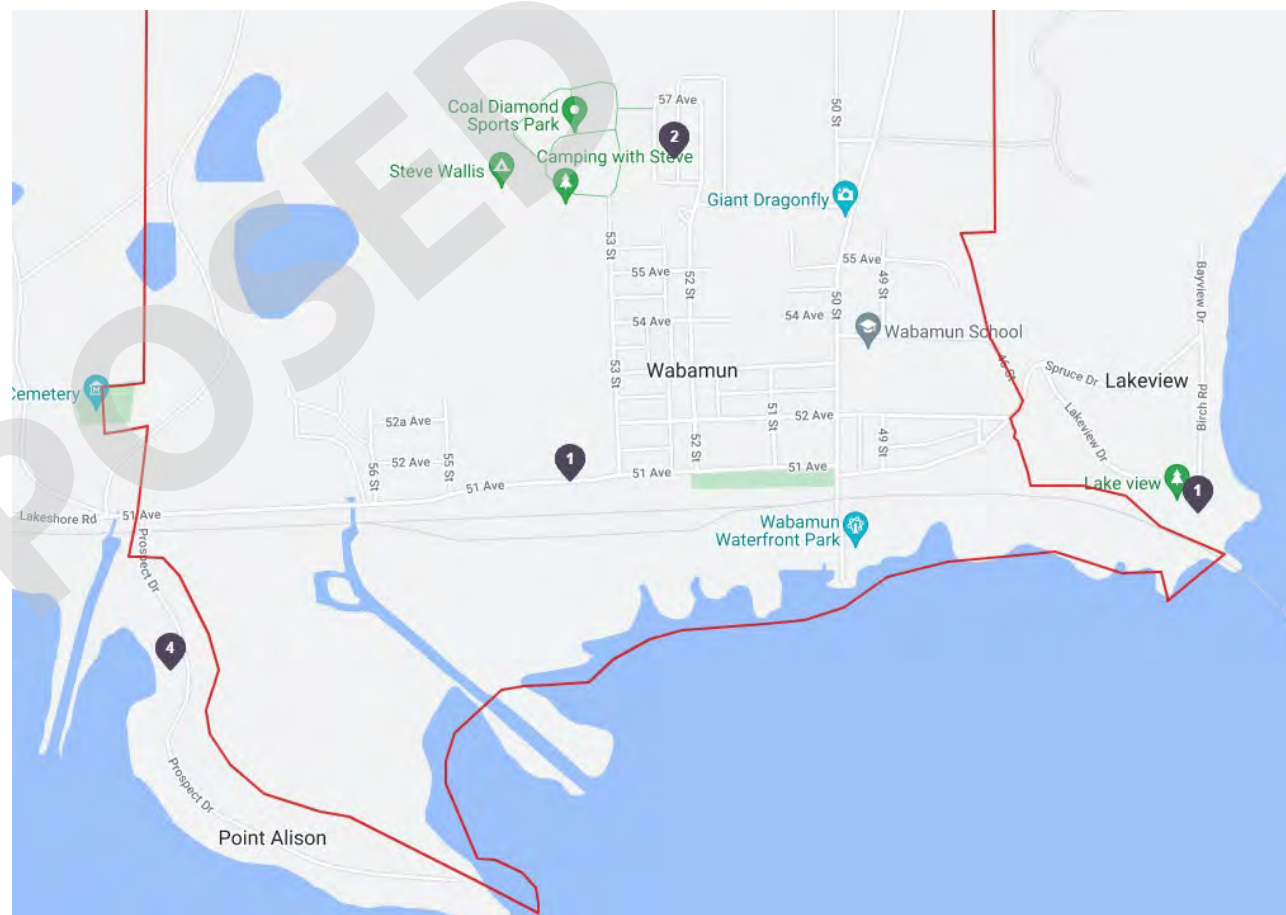 57 Ave
Coal Diamond
Sports Park
2
50 St
Camping with Steve
Steve Wallis
Giant Dragonfly
53 St
55 Ave
52 St
55 Ave
49 St
50 St
Bayview Dr
54 Ave
54 Ave
Wabamun School
46 St
Wabamun
53 St
Spruce Dr
Lakeview
Cemetery
52a Ave
51 St
52 Ave
Lakeview Dr
Birch Rd
52 St
49 St
56 St
52 Ave
55 St
1
51 Ave
51 Ave
51 Ave
Lake view
1
Lakeshore Rd
51 Ave
Wabamun
Waterfront Park
Prospect Dr
4
Prospect Dr
Point Alison
POSED